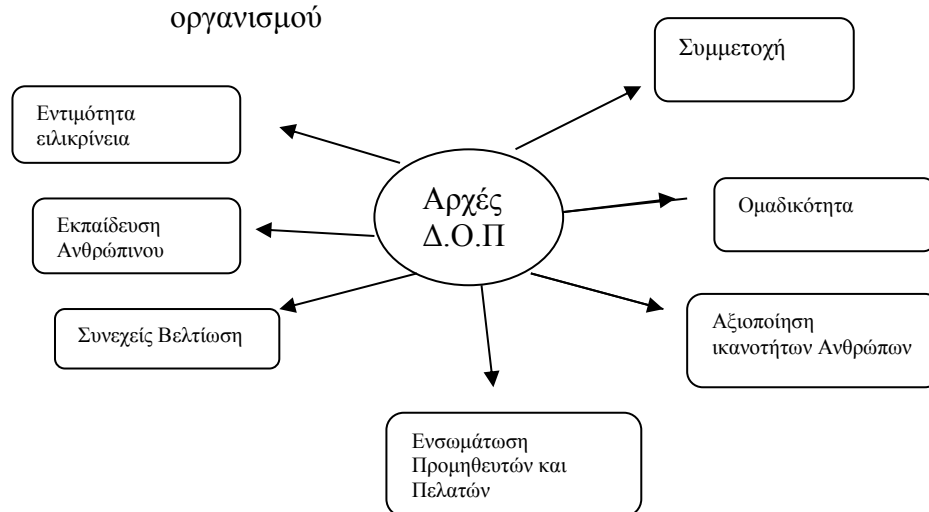 οργανισμού
Συμμετοχή
Εντιμότητα
ειλικρίνεια
Αρχές
Δ.Ο.Π
Ομαδικότητα
Εκπαίδευση
Ανθρώπινου
Συνεχείς Βελτίωση
Αξιοποίηση
ικανοτήτων Ανθρώπων
Ενσωμάτωση
Προμηθευτών και
Πελατών